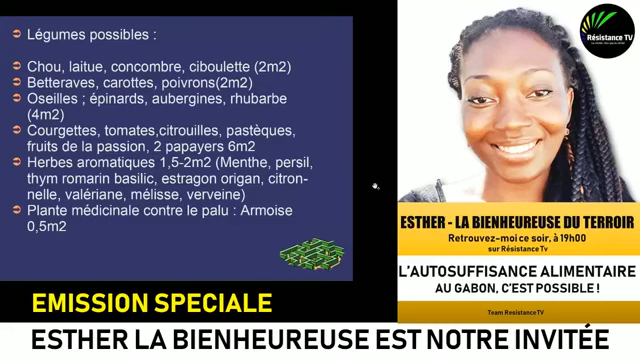 Légumes possibles :
Chou, laitue, concombre, ciboulette (2m2)
Betteraves, carottes, poivrons(2m2)
Oseilles ; épinards, aubergines, rhubarbe
(4m2)
Courgettes, tomates,citrouilles, pastèques,
fruits de la passion, 2 papayers 6m2
Herbes aromatiques 1,5-2m2 (Menthe, persil,
thym romarin basilic, estragon origan, citron-
nelle, valériane, mélisse, verveine)
Plante médicinale contre le palu : Armoise
0,5m2
Résistance TV
ESTHER - LA BIENHEUREUSE DU TERROIR
Retrouvez-moi ce soir, à 19h00
sur Résistance Tv
L'AUTOSUFFISANCE ALIMENTAIRE
AU GABON, C'EST POSSIBLE !
Team Resistance TV
EMISSION SPECIALE
ESTHER LA BIENHEUREUSE EST NOTRE INVITÉE